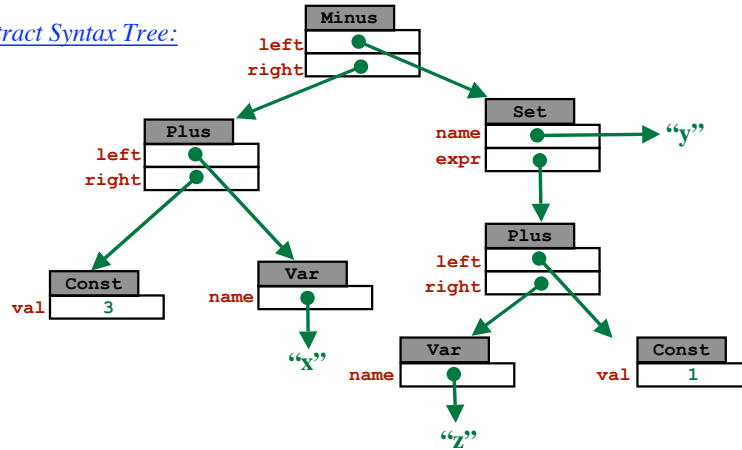 tract Syntax Tree:
Minus
left
right
Set
name
“y”
expr
Plus
left
right
Plus
left
right
Const
val 3
Var
name
“x”
Var
name
“z”
Const
val 1